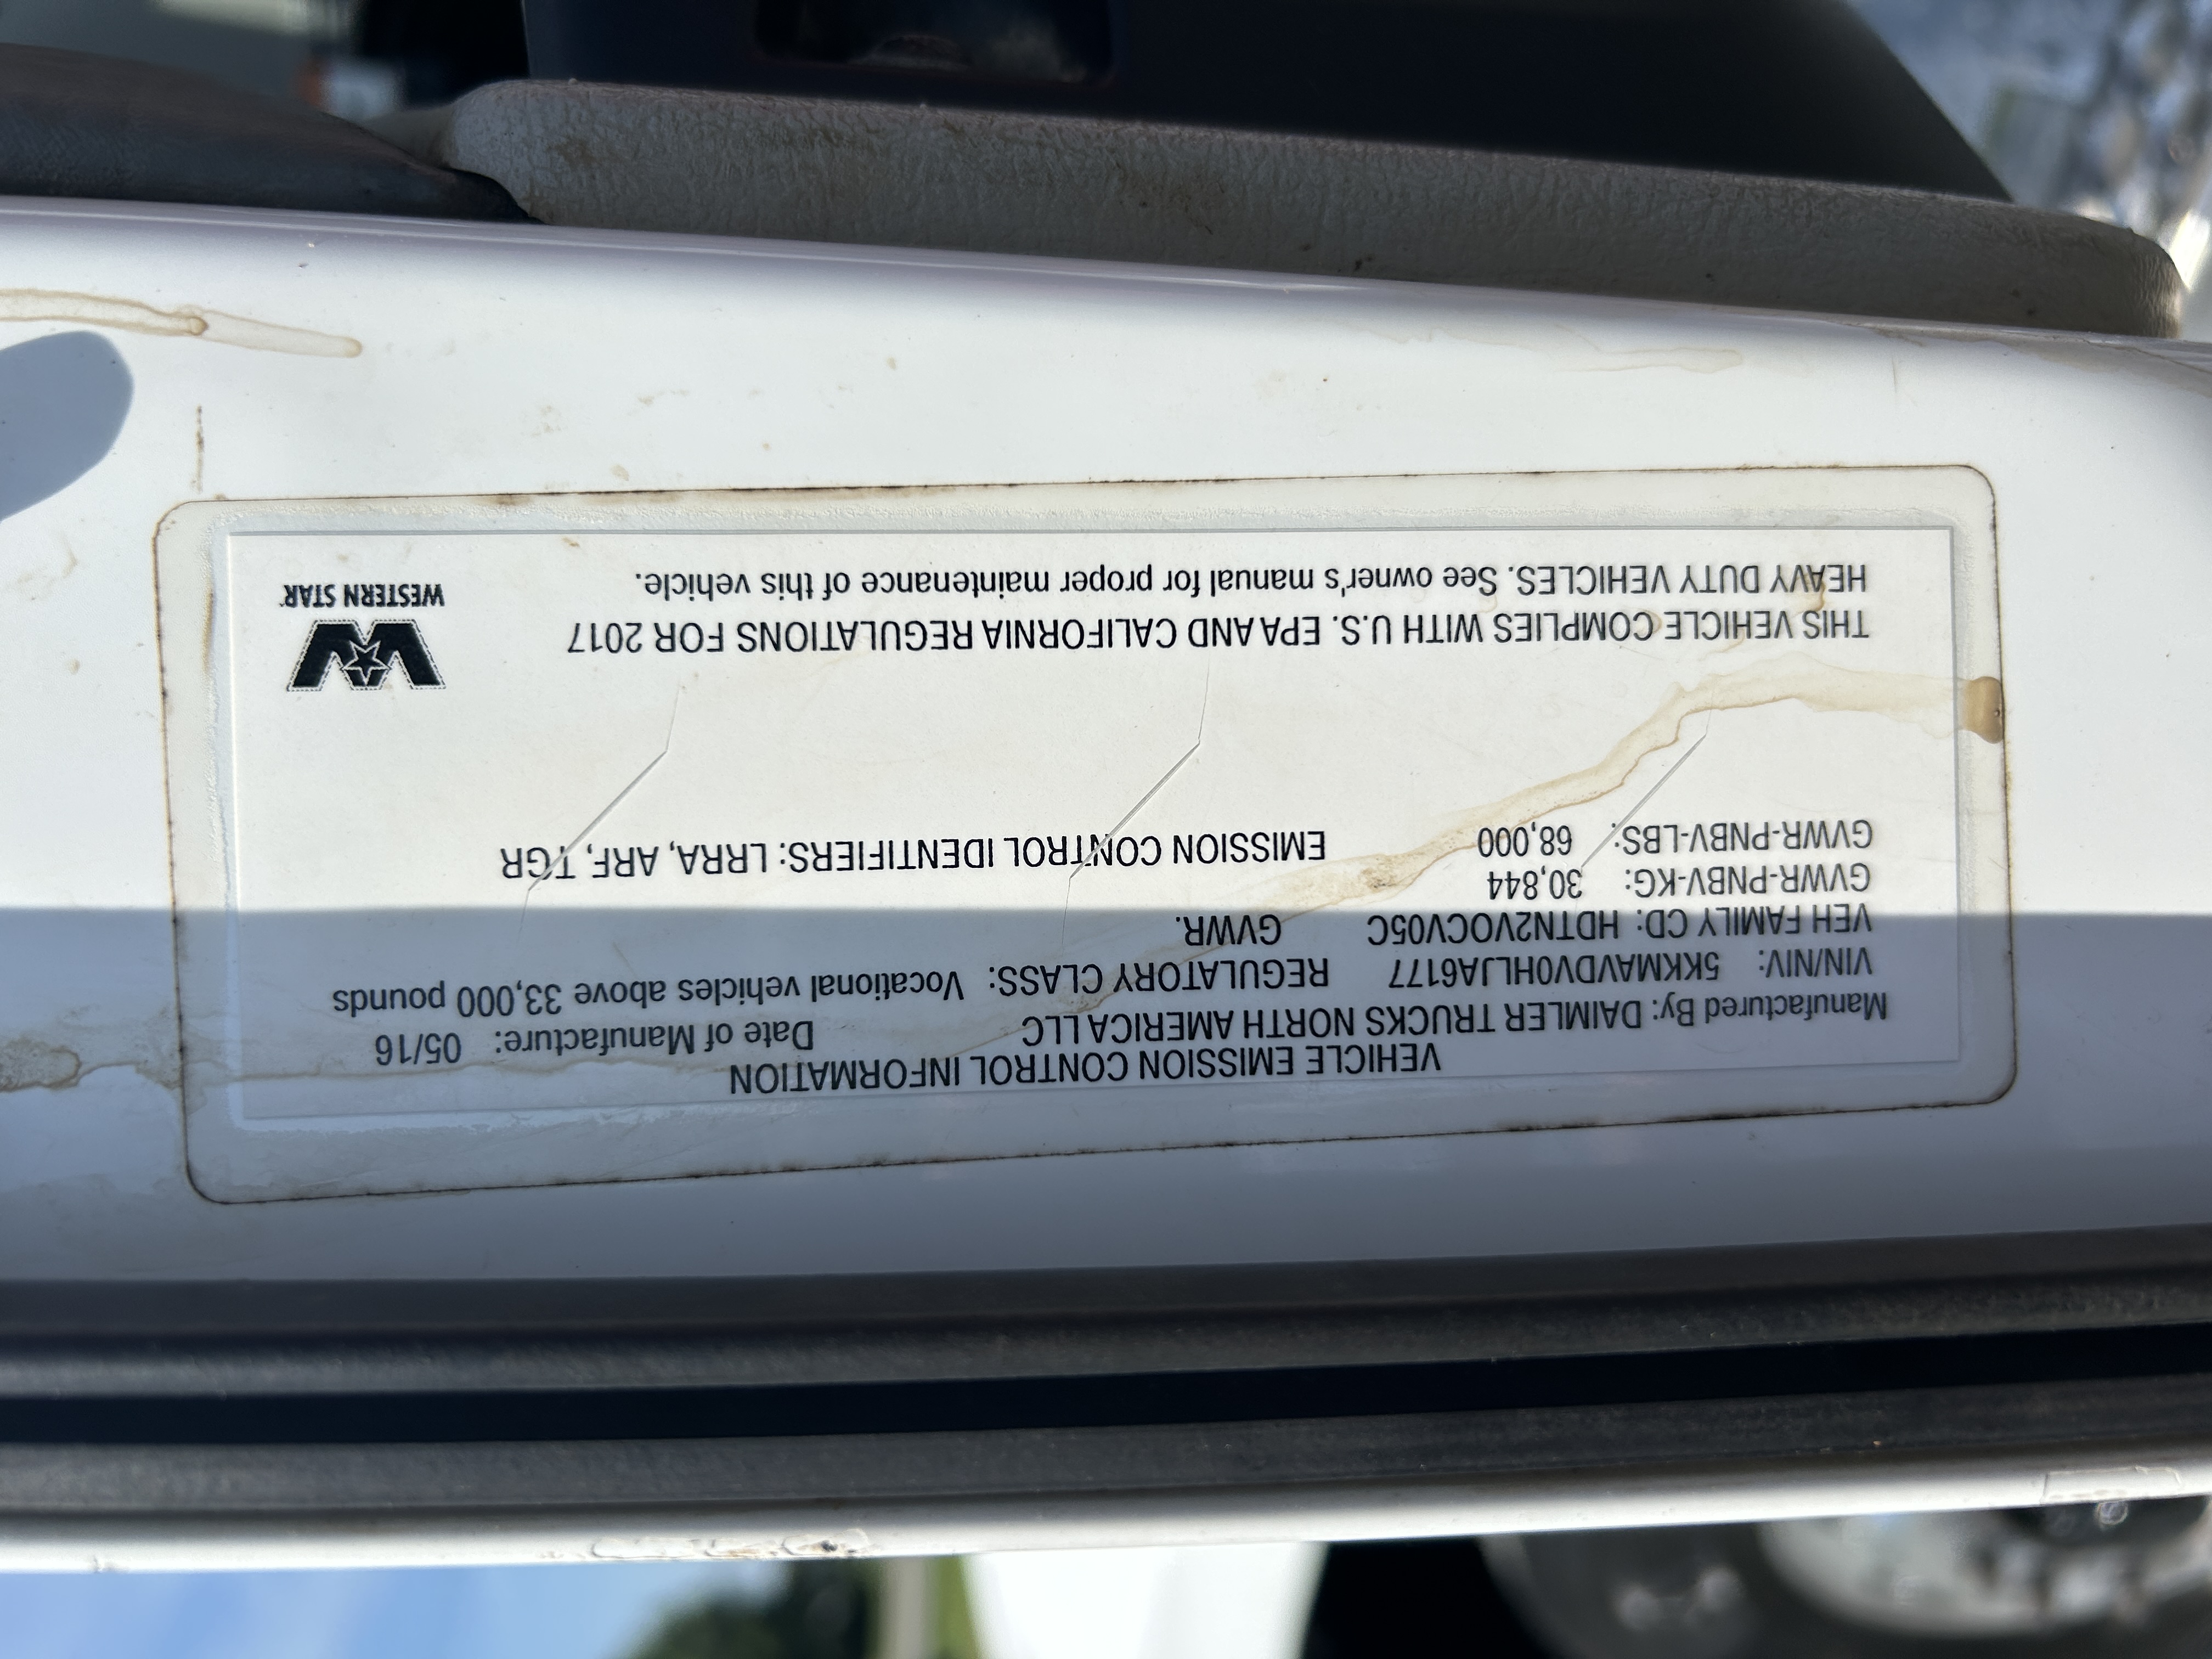 VEHICLE EMISSION CONTROL INFORMATION
Manufactured By: DAIMLER TRUCKS NORTH AMERICA LLC Date of Manufacture: 05/16
VIN/NIV: 5KKMAVDV0HLJA6177 REGULATORY CLASS: Vocational vehicles above 33,000 pounds
VEH FAMILY CD: HDTN2VOCV05C GVWR.
GVWR-PNBV-KG: 30,844
GVWR-PNBV-LBS: 68,000 EMISSION CONTROL IDENTIFIERS: LRRA, ARF, TGR
THIS VEHICLE COMPLIES WITH U.S. EPA AND CALIFORNIA REGULATIONS FOR 2017
HEAVY DUTY VEHICLES. See owner's manual for proper maintenance of this vehicle.
WESTERN STAR